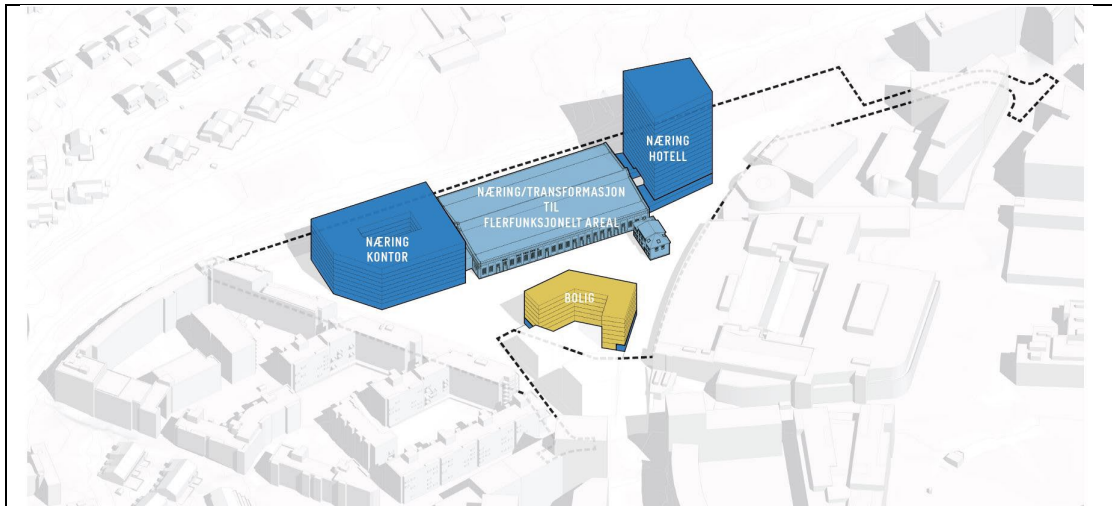 NÆRING
HOTELL
NÆRING/TRANSFORMASJON
TIL
FLERFUNKSJONELT AREAL
NÆRING
KONTOR
BOLIG